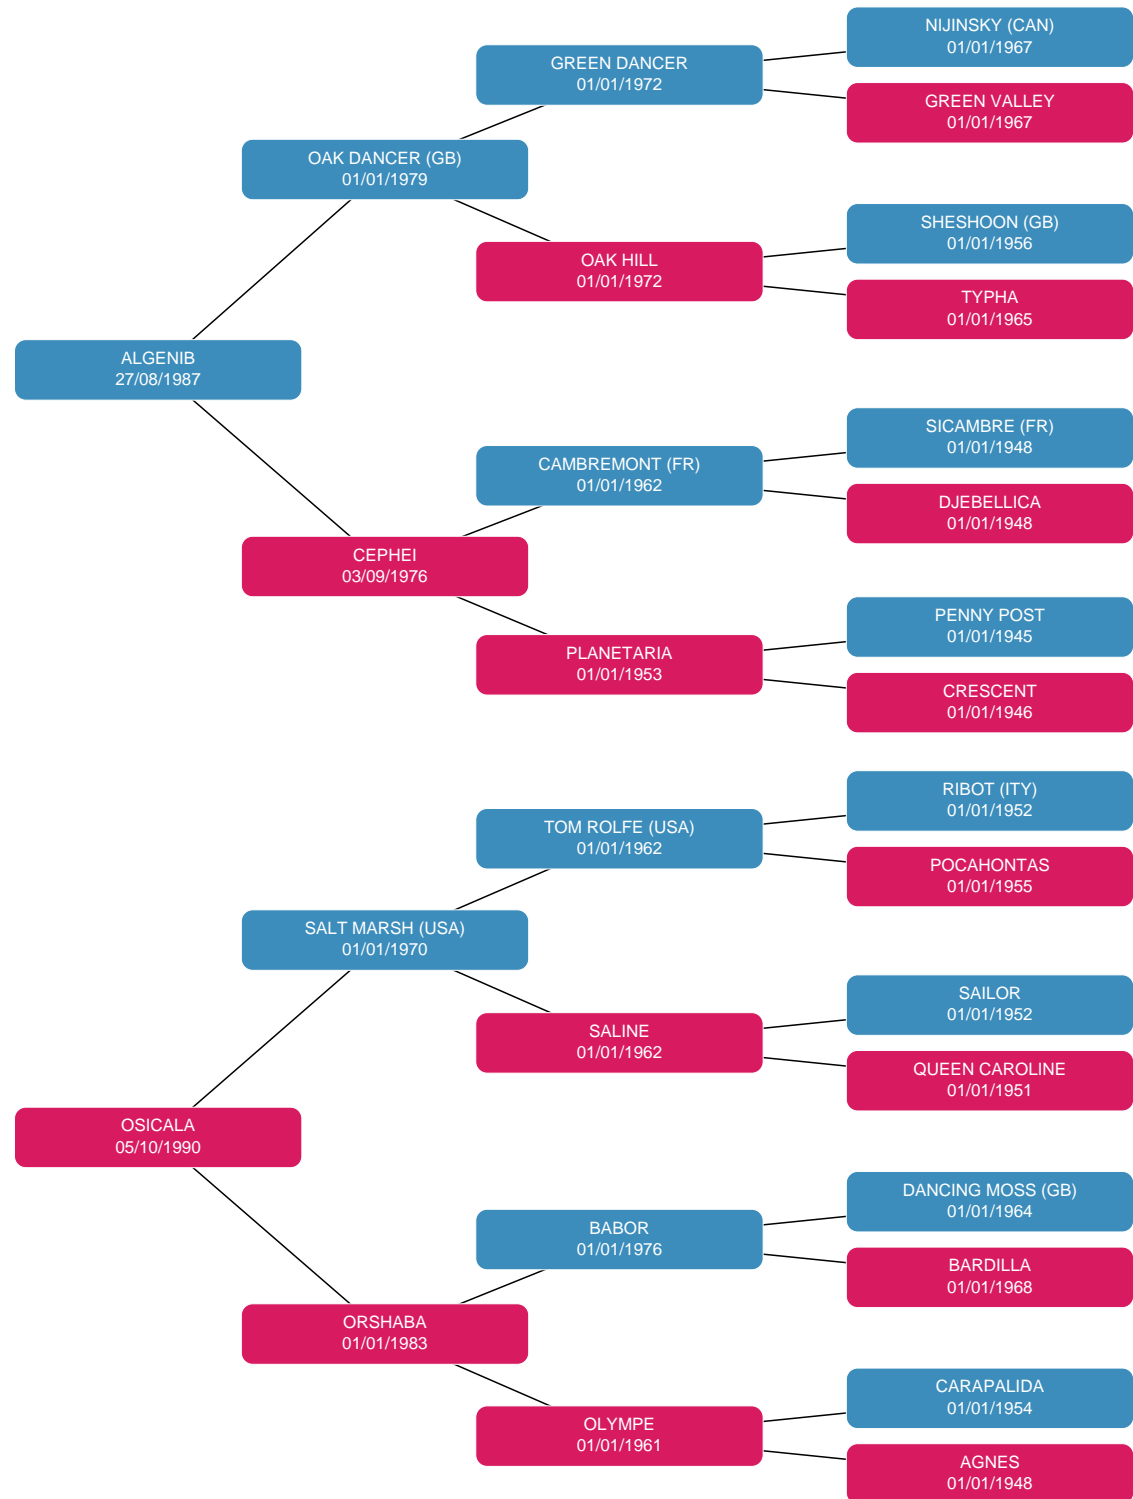 NIJINSKY (CAN)
01/01/1967
GREEN DANCER
01/01/1972
GREEN VALLEY
01/01/1967
OAK DANCER (GB)
01/01/1979
SHESHOON (GB)
01/01/1956
OAK HILL
01/01/1972
TYPHA
01/01/1965
ALGENIB
27/08/1987
SICAMBRE (FR)
01/01/1948
CAMBREMONT (FR)
01/01/1962
DJEBELLICA
01/01/1948
CEPHEI
03/09/1976
PENNY POST
01/01/1945
PLANETARIA
01/01/1953
CRESCENT
01/01/1946
RIBOT (ITY)
01/01/1952
TOM ROLFE (USA)
01/01/1962
POCAHONTAS
01/01/1955
SALT MARSH (USA)
01/01/1970
SAILOR
01/01/1952
SALINE
01/01/1962
QUEEN CAROLINE
01/01/1951
OSICALA
05/10/1990
DANCING MOSS (GB)
01/01/1964
BABOR
01/01/1976
BARDILLA
01/01/1968
ORSHABA
01/01/1983
CARAPALIDA
01/01/1954
OLYMPE
01/01/1961
AGNES
01/01/1948